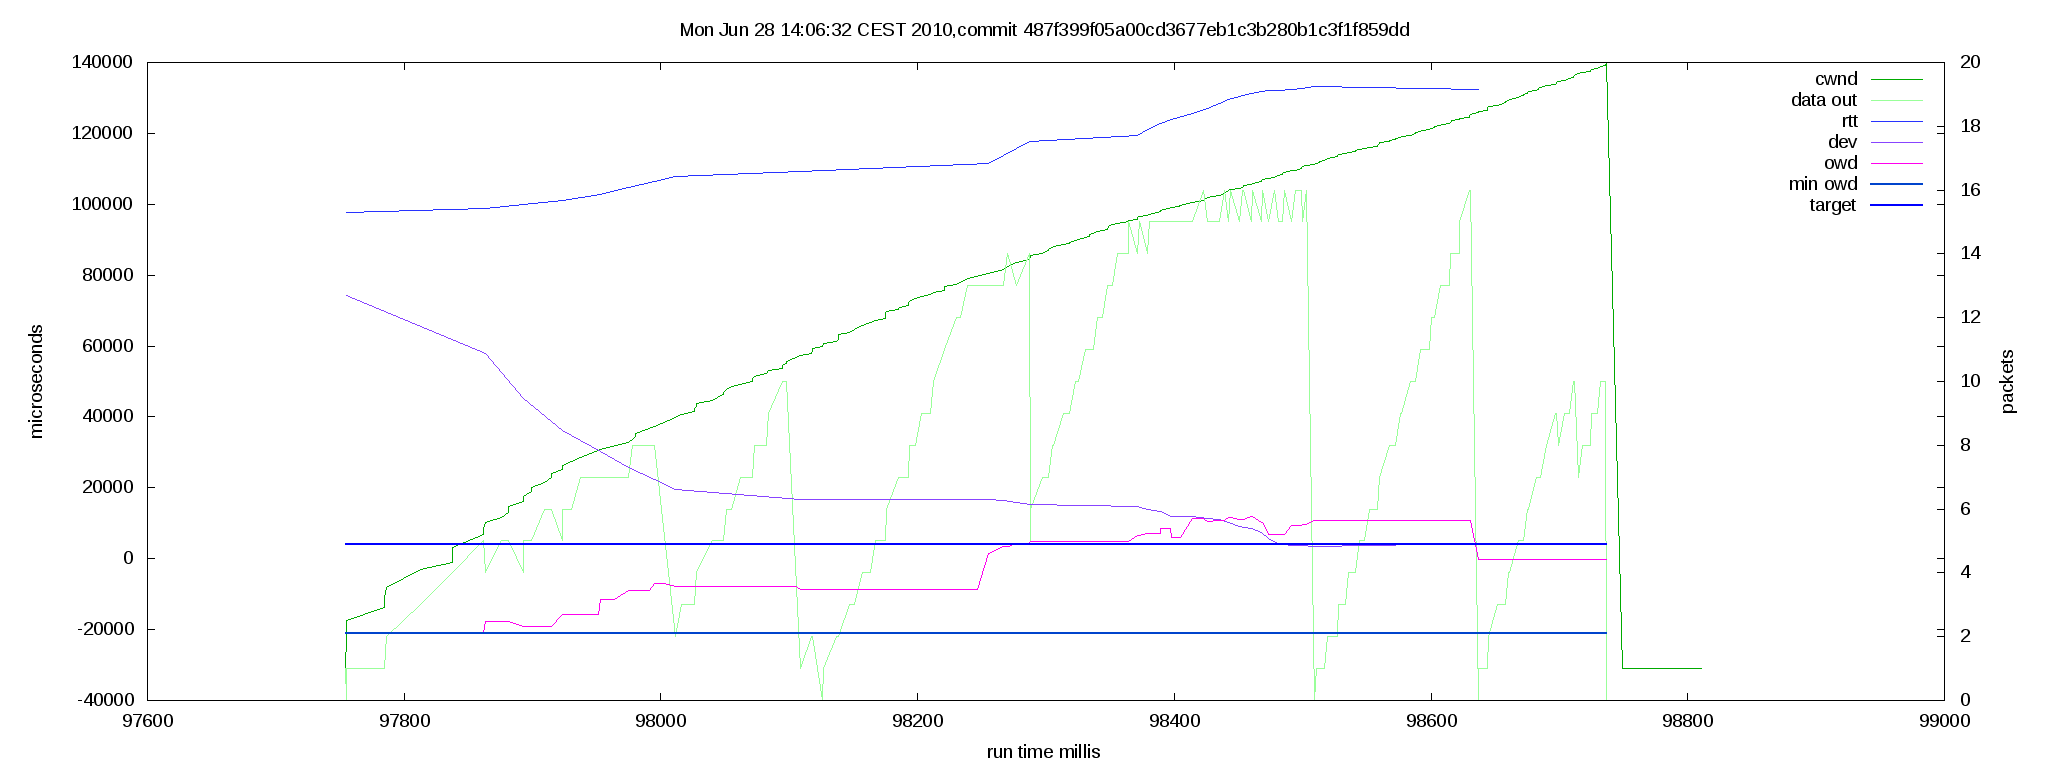 Mon Jun 28 14:06:32 CEST 2010,commit 487f399f05a00cd3677eb1c3b280b1c3f1f859dd
140000
120000
100000
80000
60000
40000
20000
0
-20000
-40000
microseconds
20
18
16
14
12
10
8
6
4
2
0
packets
cwnd
data out
rtt
dev
owd
min owd
target
97600
97800
98000
98200
98400
98600
98800
99000
run time millis